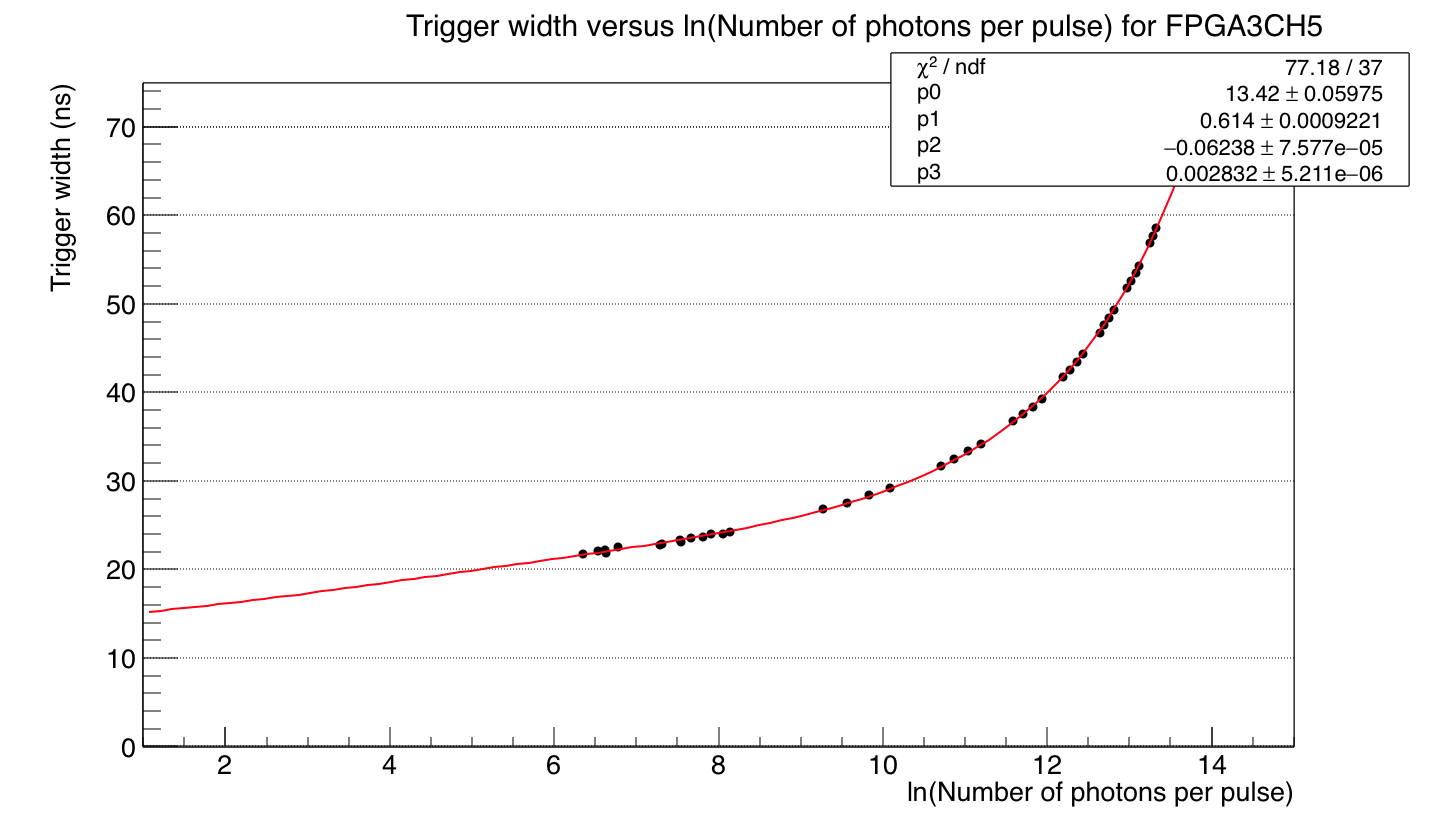 Trigger width versus ln(Number of photons per pulse) for FPGA3CH5
χ² / ndf 77.18 / 37
p0 13.42 ± 0.05975
p1 0.614 ± 0.0009221
p2 −0.06238 ± 7.577e−05
p3 0.002832 ± 5.211e−06
Trigger width (ns)
70
60
50
40
30
20
10
0
2 4 6 8 10 12 14
ln(Number of photons per pulse)